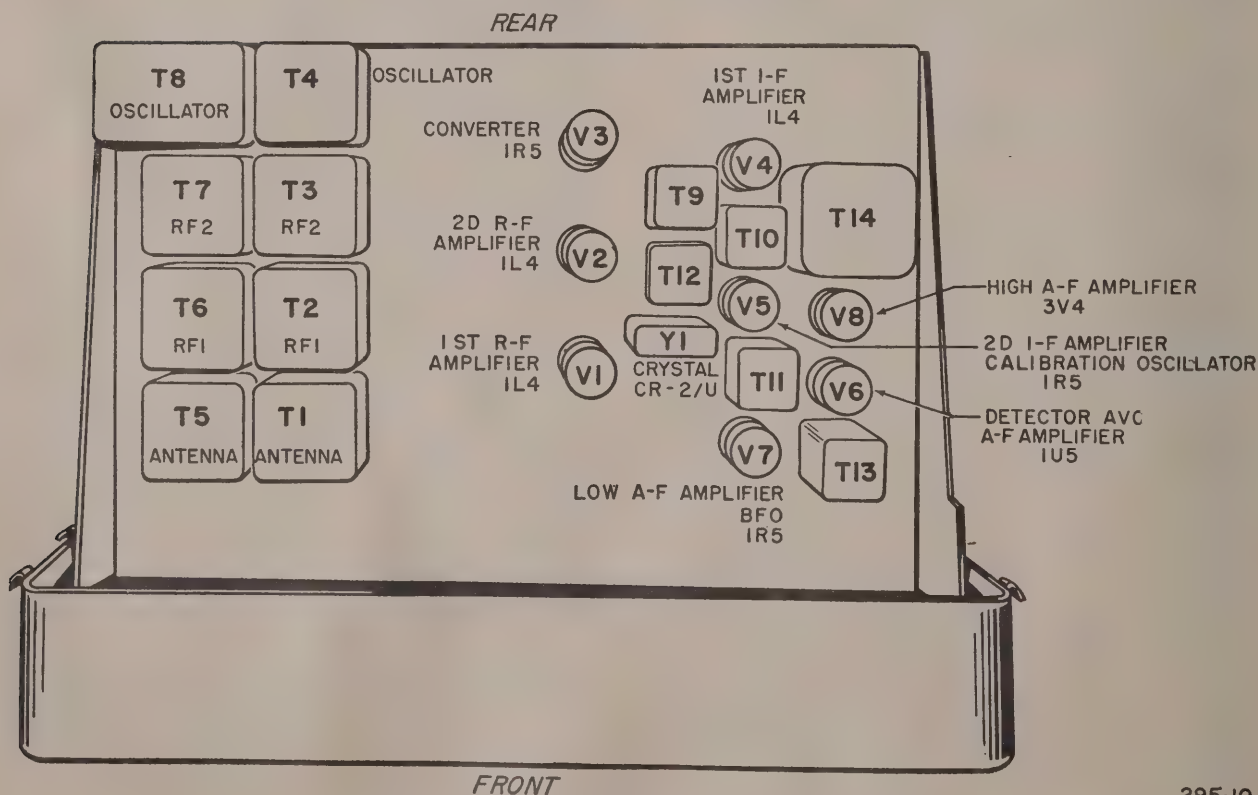 REAR
T8
OSCILLATOR
T4
OSCILLATOR
T7
RF2
T3
RF2
T6
RF1
T2
RF1
T5
ANTENNA
T1
ANTENNA
CONVERTER
1R5
V3
2D R-F
AMPLIFIER
1L4
V2
1ST R-F
AMPLIFIER
1L4
V1
1ST I-F
AMPLIFIER
1L4
V4
T9
T10
T14
T12
V5
V8
HIGH A-F AMPLIFIER
3V4
Y1
CRYSTAL
CR-2/U
2D I-F AMPLIFIER
CALIBRATION OSCILLATOR
1R5
T11
V6
DETECTOR AVC
A-F AMPLIFIER
1U5
V7
T13
LOW A-F AMPLIFIER
BFO
1R5
FRONT